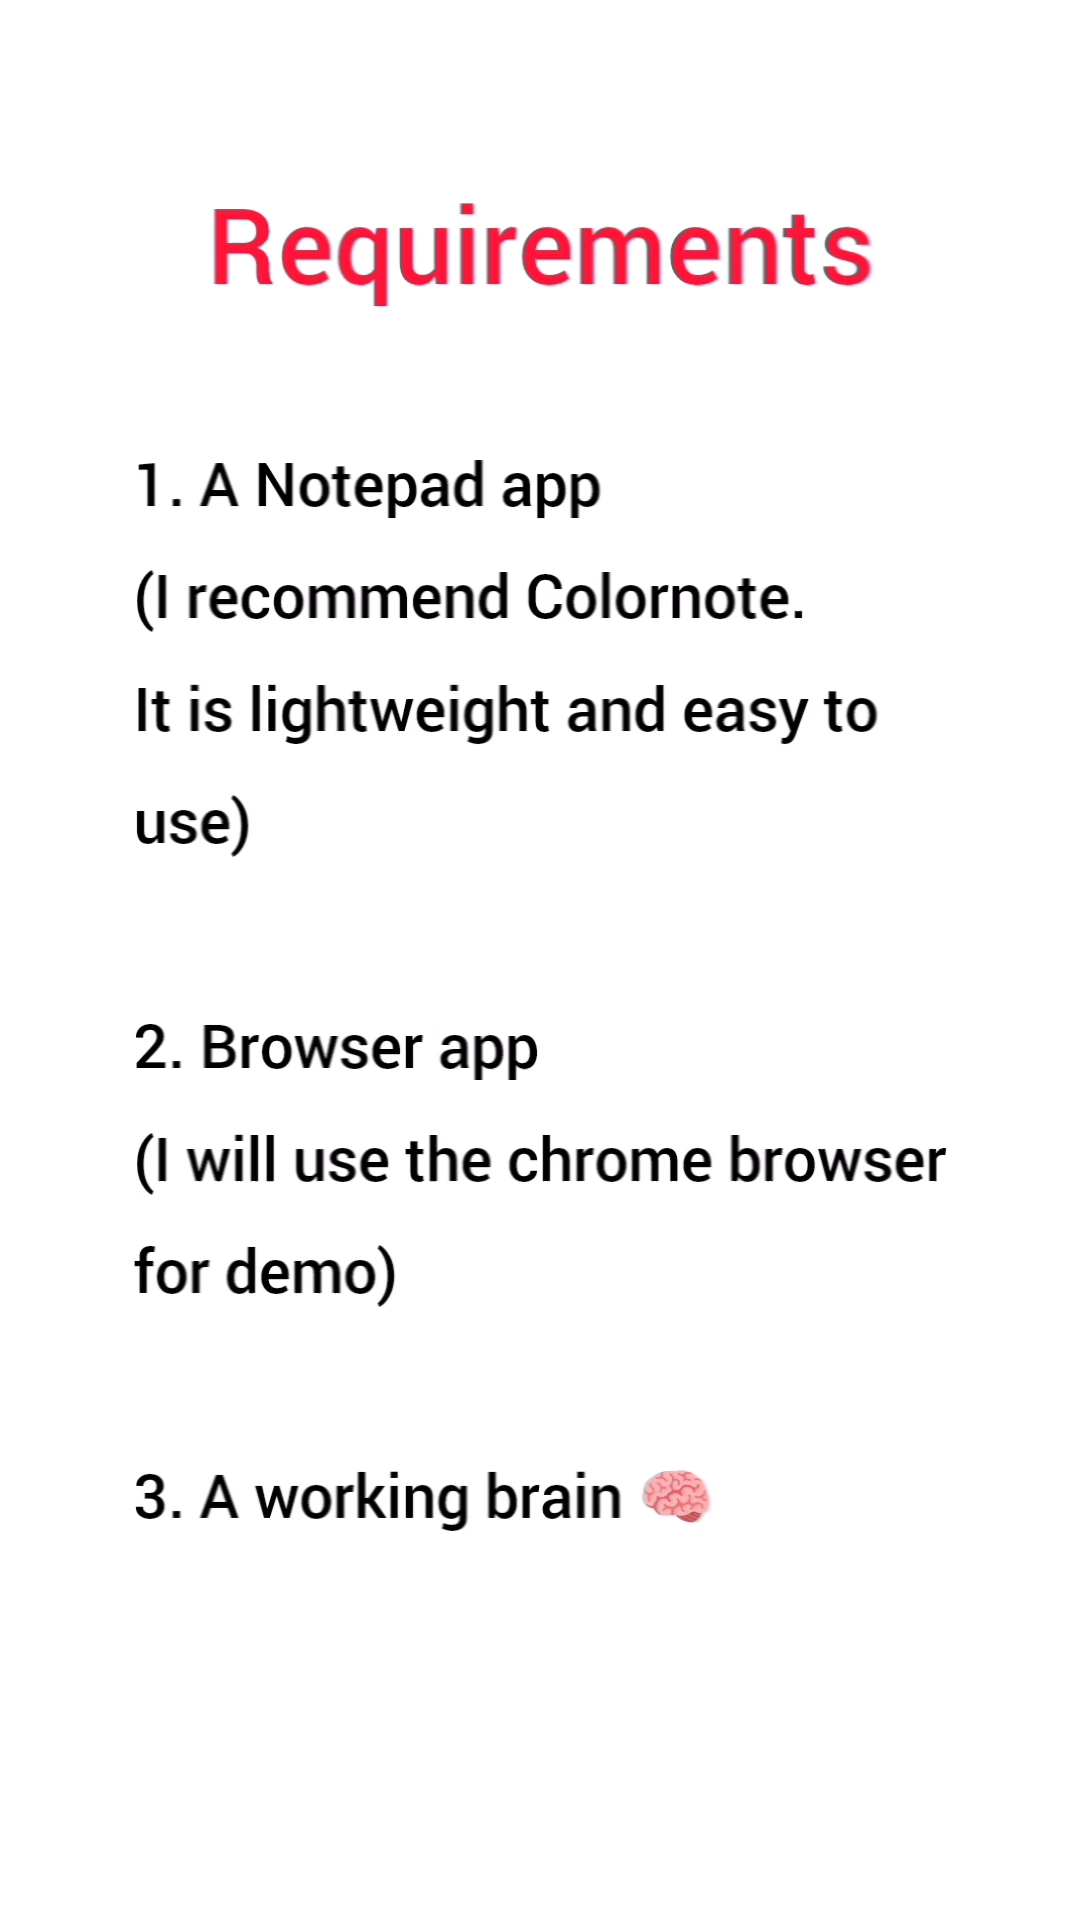 Requirements
1. A Notepad app
(I recommend Colornote.
It is lightweight and easy to
use)
2. Browser app
(I will use the chrome browser
for demo)
3. A working brain 🧠